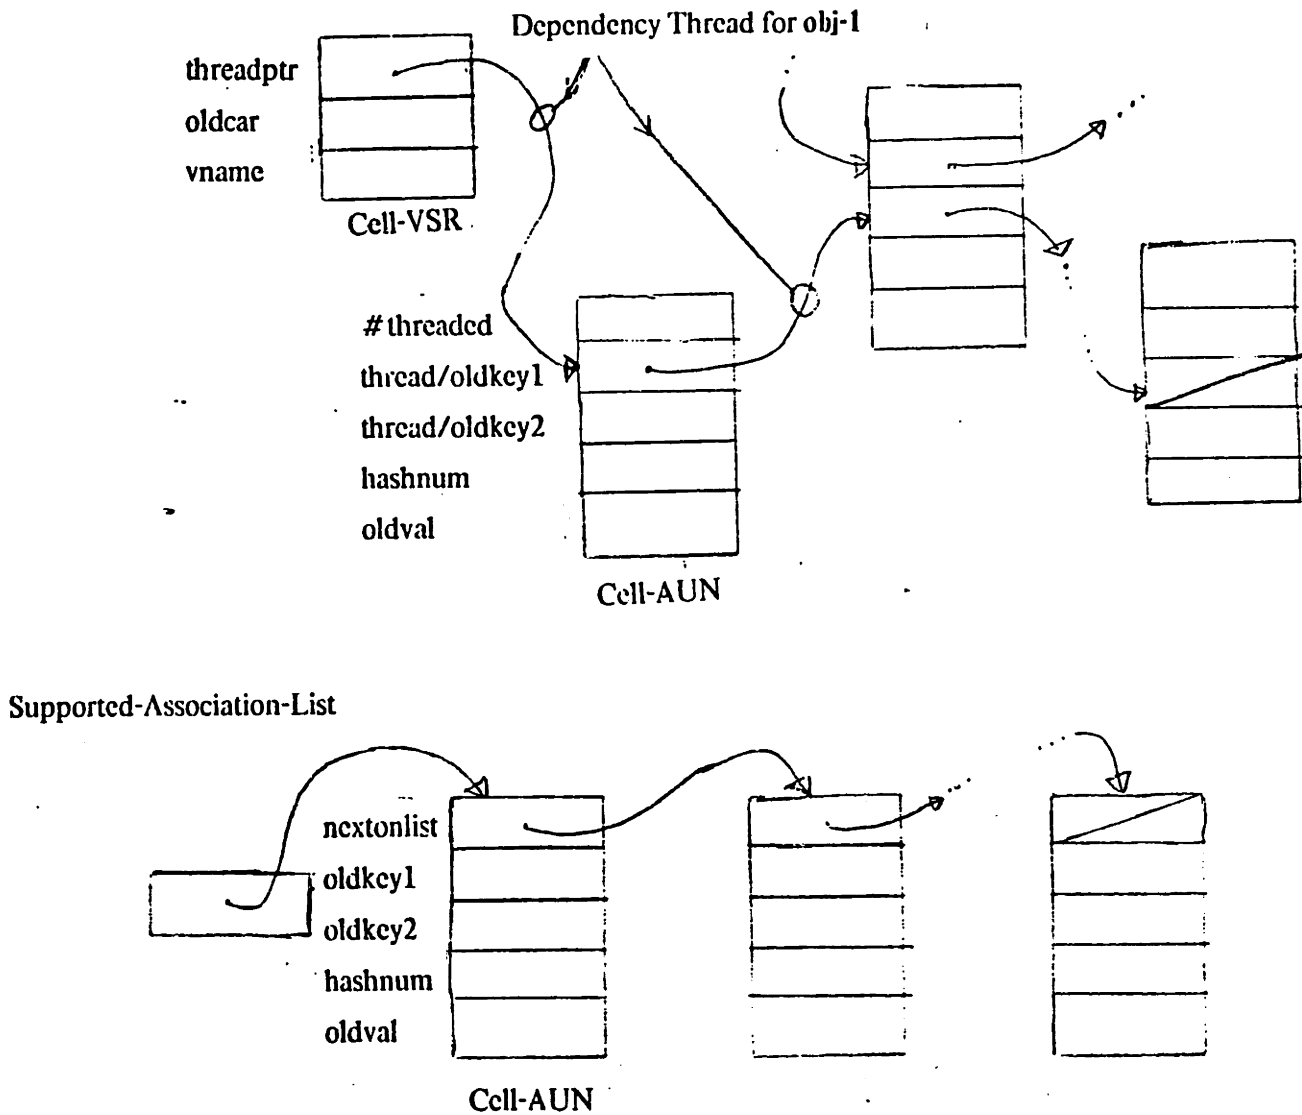 Dependency Thread for obj-1
threadptr
oldcar
vname
Cell-VSR
# threaded
thread/oldkey1
thread/oldkey2
hashnum
oldval
Cell-AUN
Supported-Association-List
nextonlist
oldkey1
oldkey2
hashnum
oldval
Cell-AUN